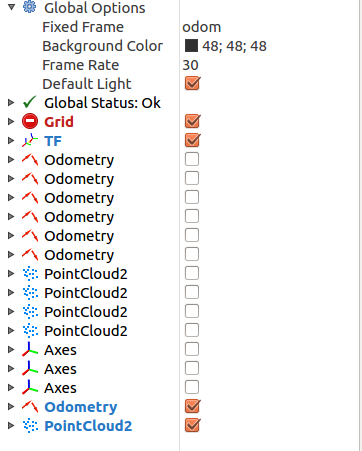 Global Options
Fixed Frame odom
Background Color 48; 48; 48
Frame Rate 30
Default Light
Global Status: Ok
Grid
TF
Odometry
Odometry
Odometry
Odometry
Odometry
Odometry
PointCloud2
PointCloud2
PointCloud2
PointCloud2
Axes
Axes
Axes
Odometry
PointCloud2